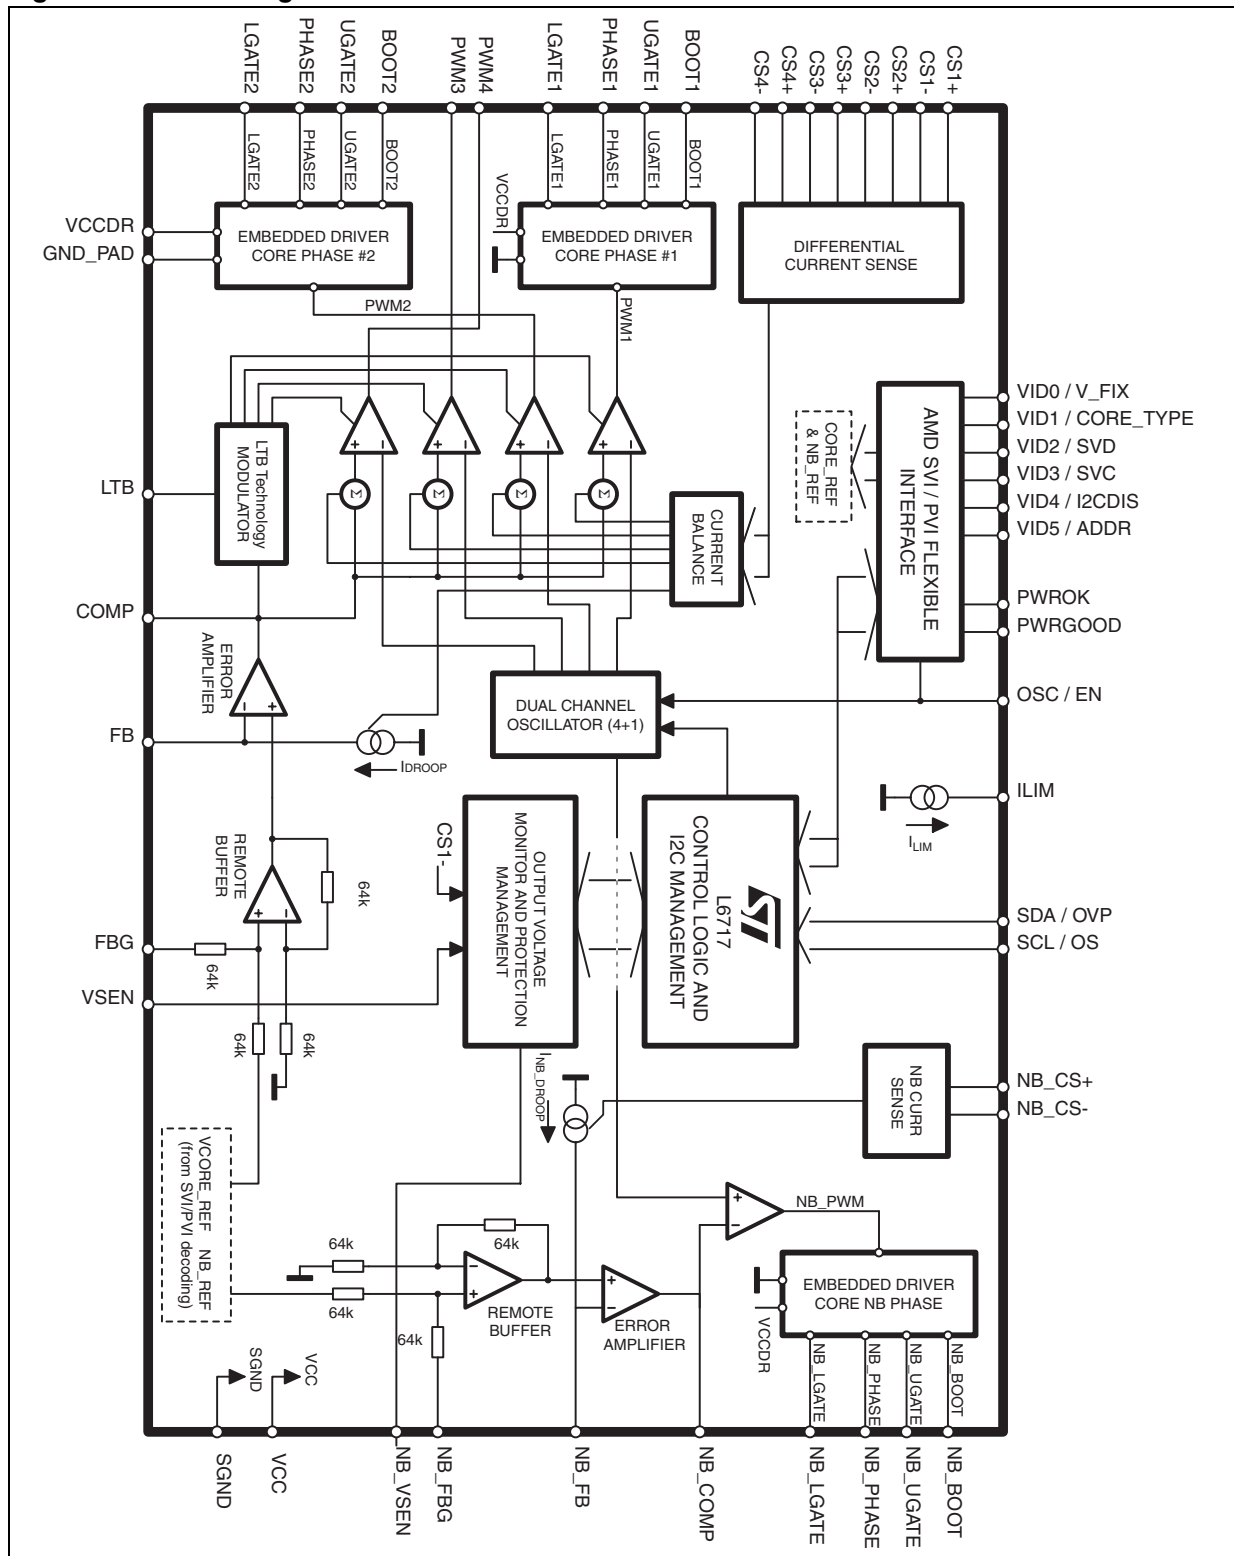 LGATE2
PHASE2
UGATE2
BOOT2
PWM3
PWM4
LGATE1
PHASE1
UGATE1
BOOT1
CS4-
CS4+
CS3-
CS3+
CS2-
CS2+
CS1-
CS1+
LGATE2
PHASE2
UGATE2
BOOT2
VCCDR
LGATE1
PHASE1
UGATE1
BOOT1
VCCDR
GND_PAD
EMBEDDED DRIVER
CORE PHASE #2
EMBEDDED DRIVER
CORE PHASE #1
DIFFERENTIAL
CURRENT SENSE
PWM2
PWM1
LTB Technology
MODULATOR
+
–
+
–
+
–
+
–
Σ
Σ
Σ
Σ
CORE_REF
& NB_REF
AMD SVI / PVI FLEXIBLE
INTERFACE
VID0 / V_FIX
VID1 / CORE_TYPE
VID2 / SVD
VID3 / SVC
VID4 / I2CDIS
VID5 / ADDR
PWROK
PWRGOOD
LTB
CURRENT
BALANCE
COMP
ERROR
AMPLIFIER
–
+
DUAL CHANNEL
OSCILLATOR (4+1)
OSC / EN
FB
IDROOP
ILIM
ILIM
REMOTE
BUFFER
+
–
64k
CS1-
OUTPUT VOLTAGE
MONITOR AND PROTECTION
MANAGEMENT
CONTROL LOGIC AND
I2C MANAGEMENT
L6717
ST
SDA / OVP
SCL / OS
FBG
64k
VSEN
64k
64k
INB_DROOP
NB CURR
SENSE
NB_CS+
NB_CS-
VCORE_REF NB_REF
(from SVI/PVI decoding)
+
–
NB_PWM
64k
64k
64k
–
+
REMOTE
BUFFER
+
–
ERROR
AMPLIFIER
64k
EMBEDDED DRIVER
CORE NB PHASE
VCCDR
NB_LGATE
NB_PHASE
NB_UGATE
NB_BOOT
SGND
VCC
SGND
VCC
NB_VSEN
NB_FBG
NB_FB
NB_COMP
NB_LGATE
NB_PHASE
NB_UGATE
NB_BOOT